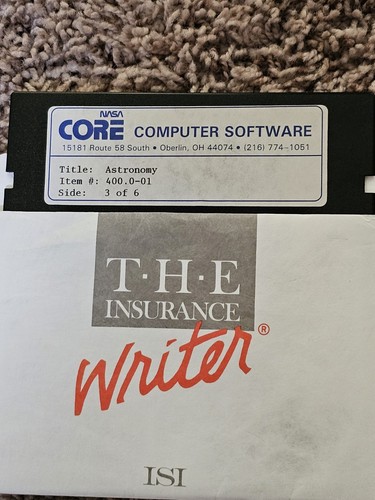 NASA
CORE COMPUTER SOFTWARE
15181 Route 58 South • Oberlin, OH 44074 • (216) 774-1051
Title: Astronomy
Item #: 400.0-01
Side: 3 of 6
T·H·E
INSURANCE
Writer®
ISI